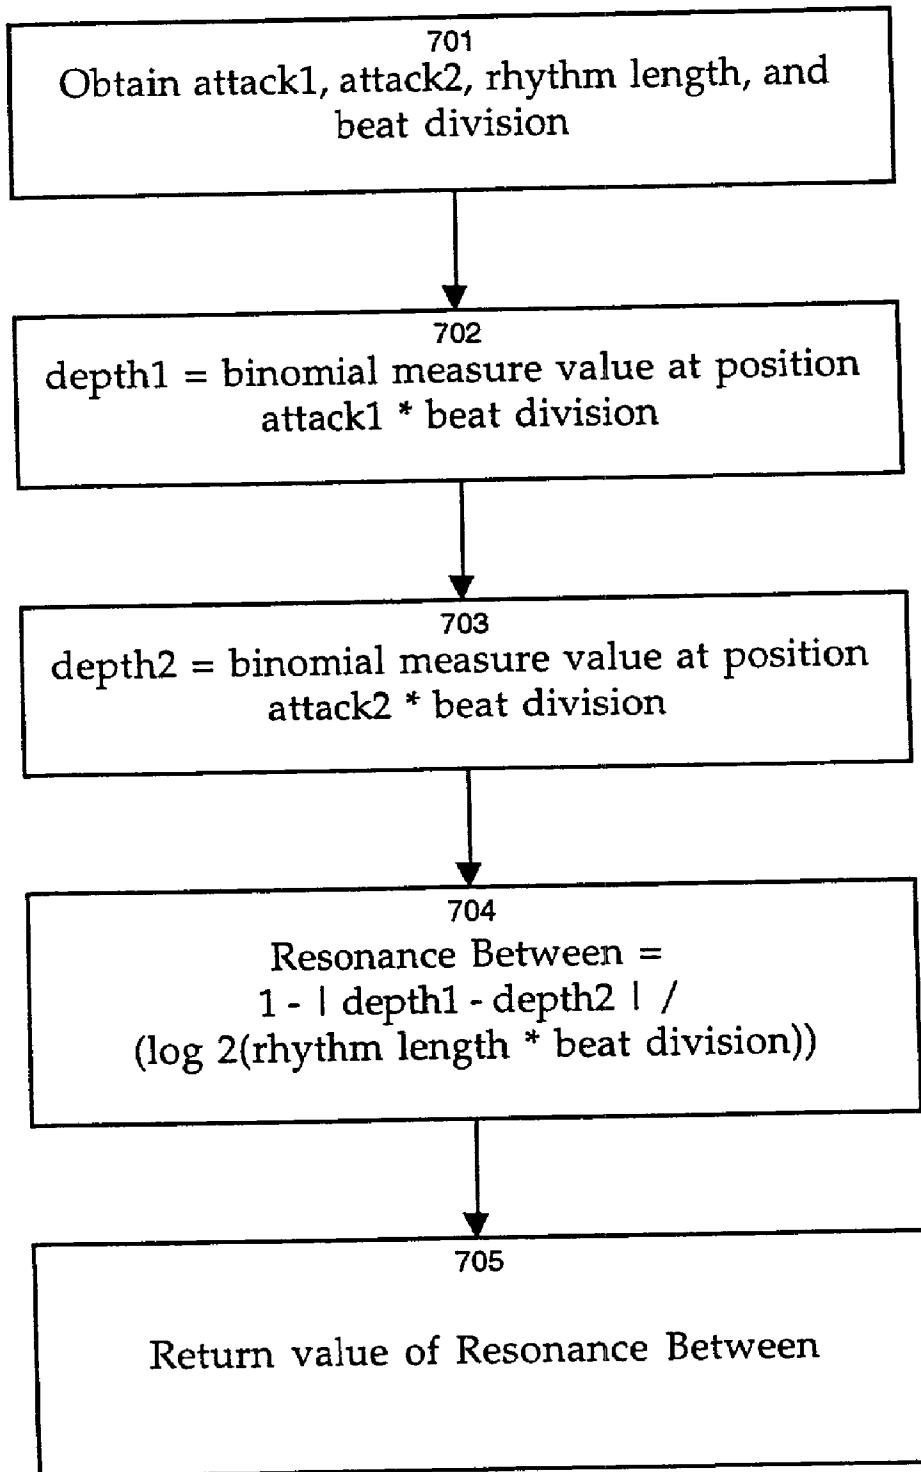 701
Obtain attack1, attack2, rhythm length, and
beat division
702
depth1 = binomial measure value at position
attack1 * beat division
703
depth2 = binomial measure value at position
attack2 * beat division
704
Resonance Between =
1 - | depth1 - depth2 | /
(log 2(rhythm length * beat division))
705
Return value of Resonance Between